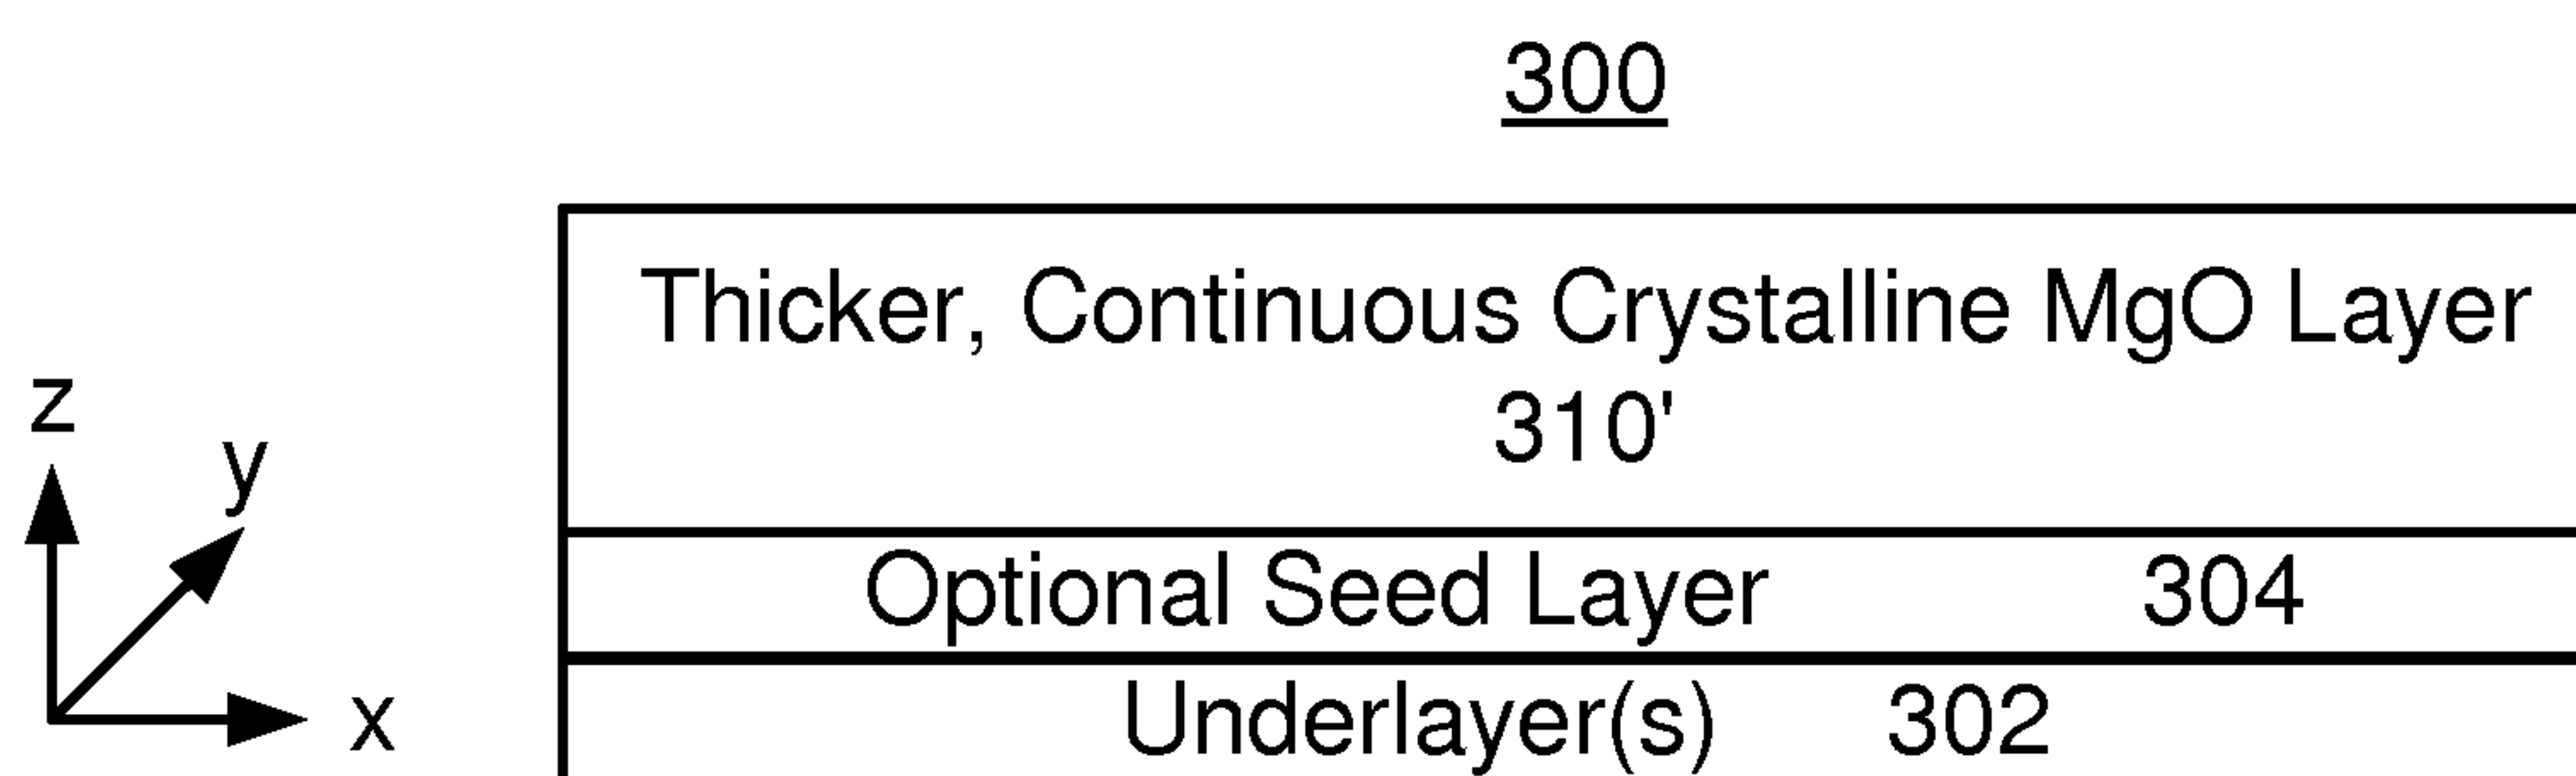 300
Thicker, Continuous Crystalline MgO Layer
310'
z
y
Optional Seed Layer 304
Underlayer(s) 302
x